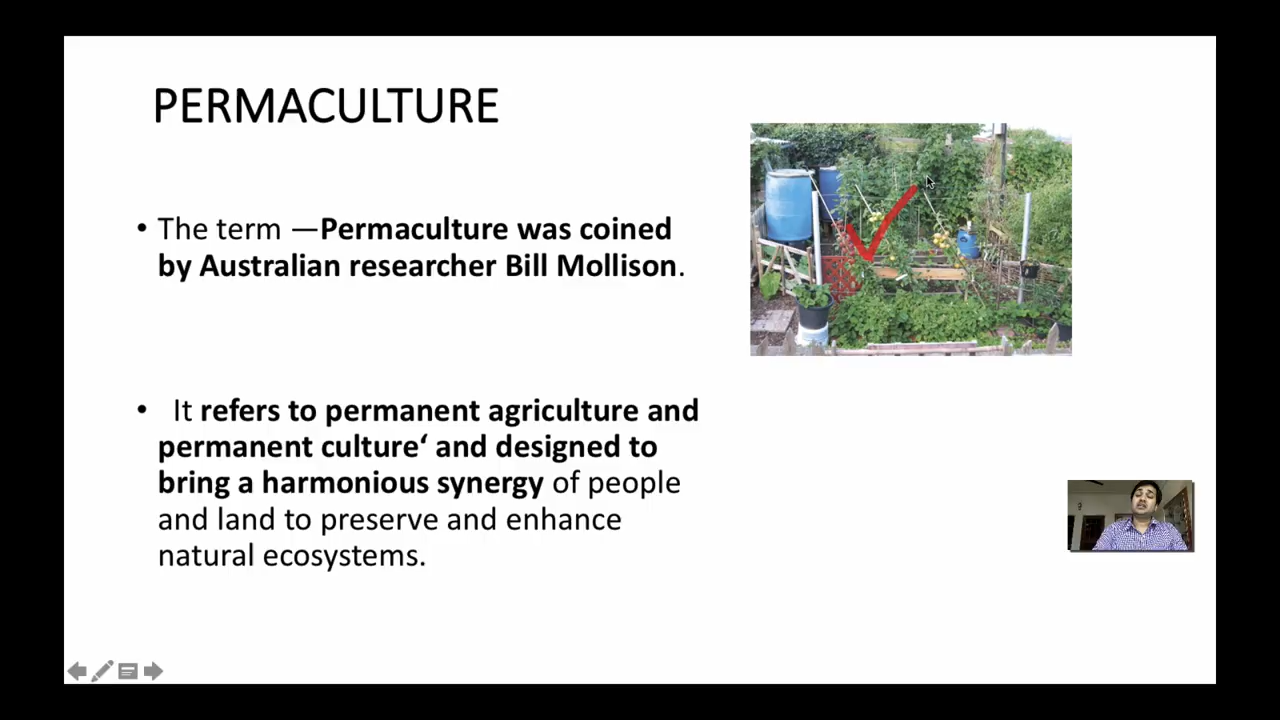 PERMACULTURE
• The term —Permaculture was coined
by Australian researcher Bill Mollison.
• It refers to permanent agriculture and
permanent culture‘ and designed to
bring a harmonious synergy of people
and land to preserve and enhance
natural ecosystems.